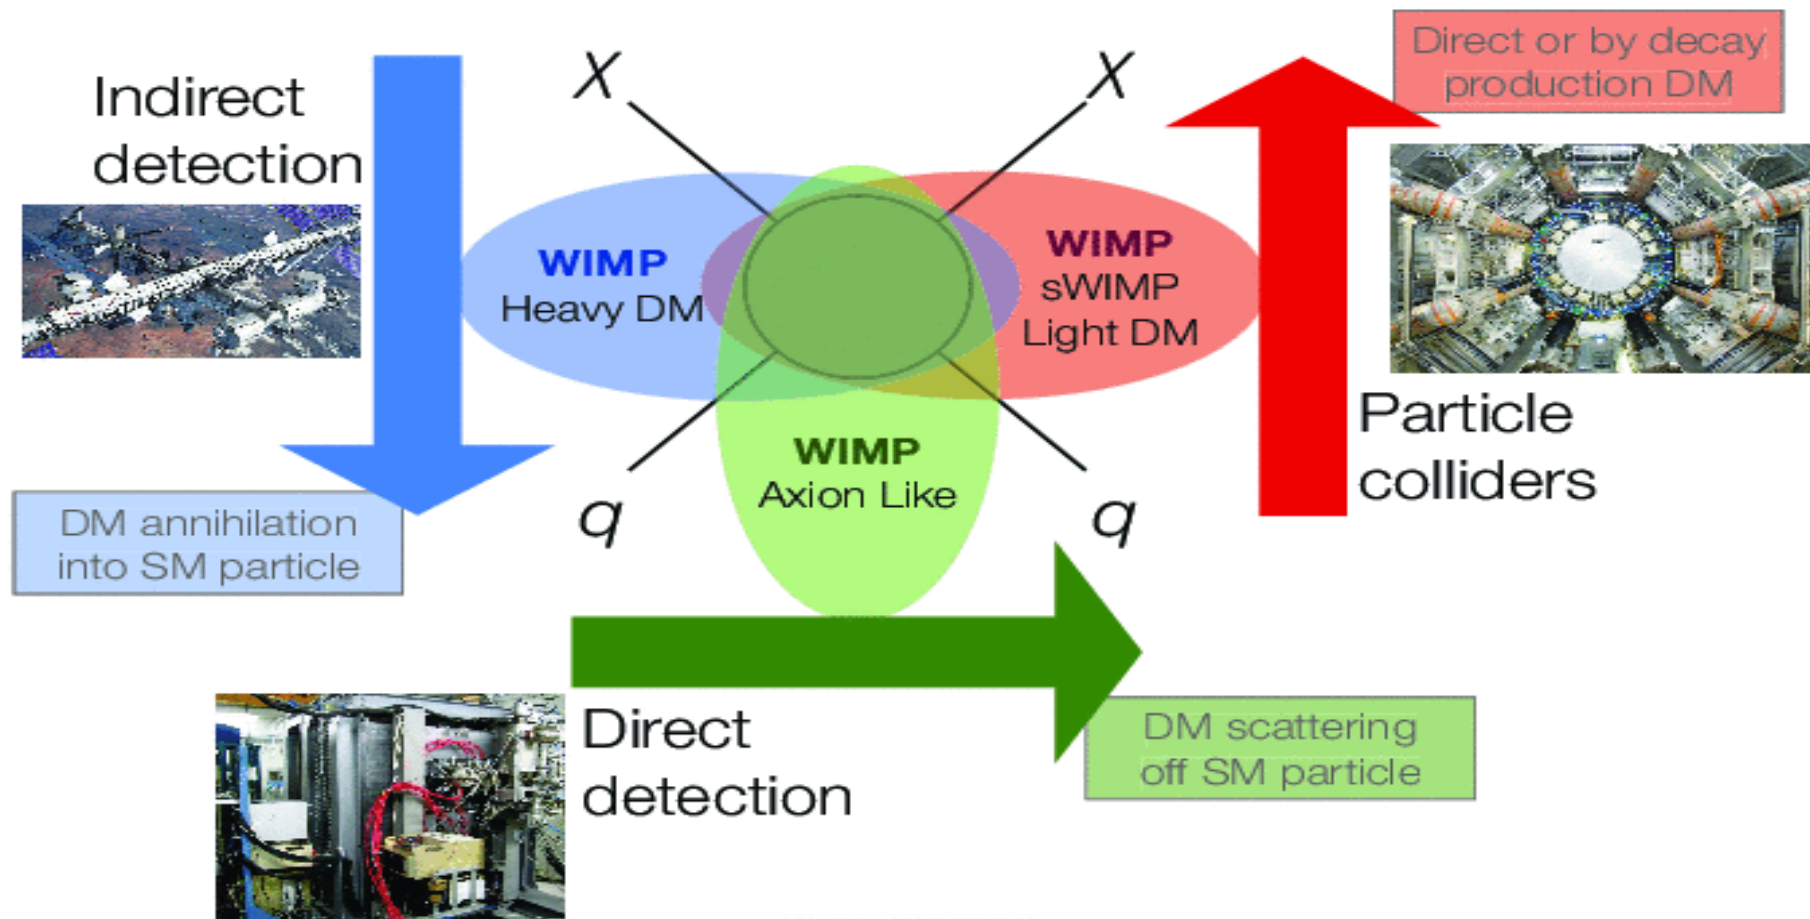 Indirect
detection
X
X
Direct or by decay
production DM
WIMP
Heavy DM
WIMP
sWIMP
Light DM
Particle
colliders
WIMP
Axion Like
q
q
DM annihilation
into SM particle
Direct
detection
DM scattering
off SM particle